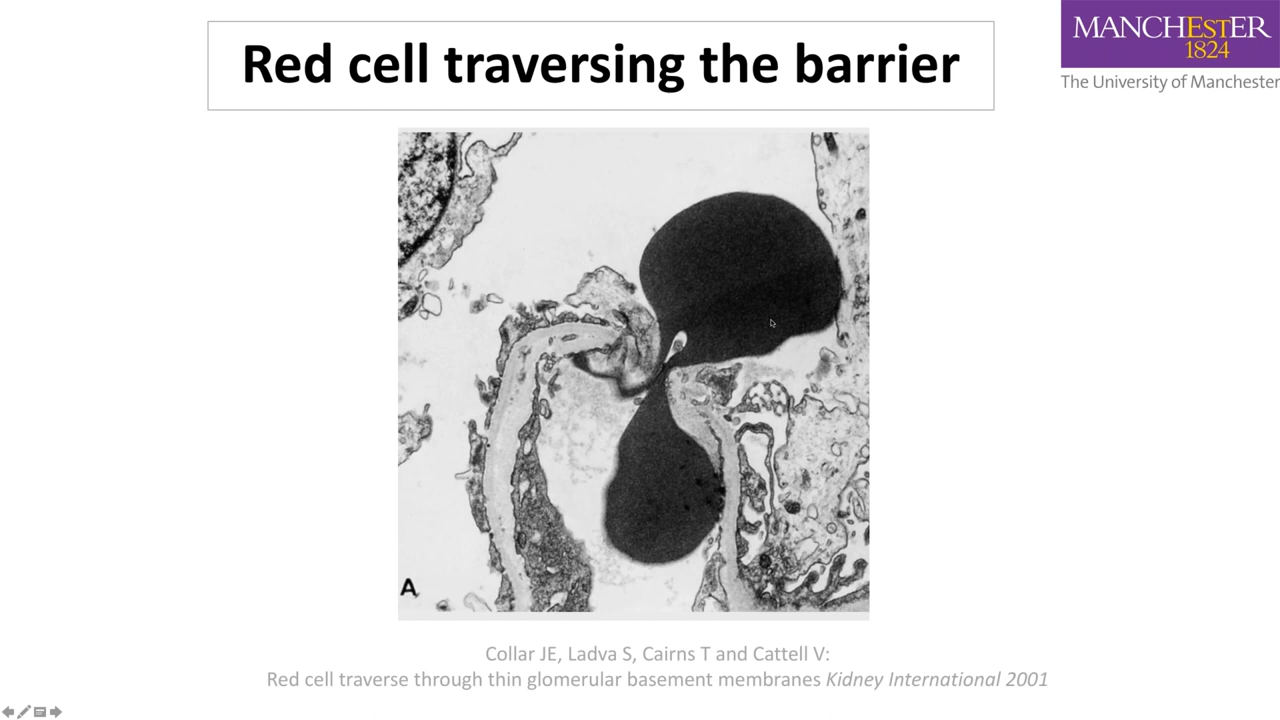 Red cell traversing the barrier
MANCHESTER
1824
The University of Manchester
A
Collar JE, Ladva S, Cairns T and Cattell V:
Red cell traverse through thin glomerular basement membranes Kidney International 2001